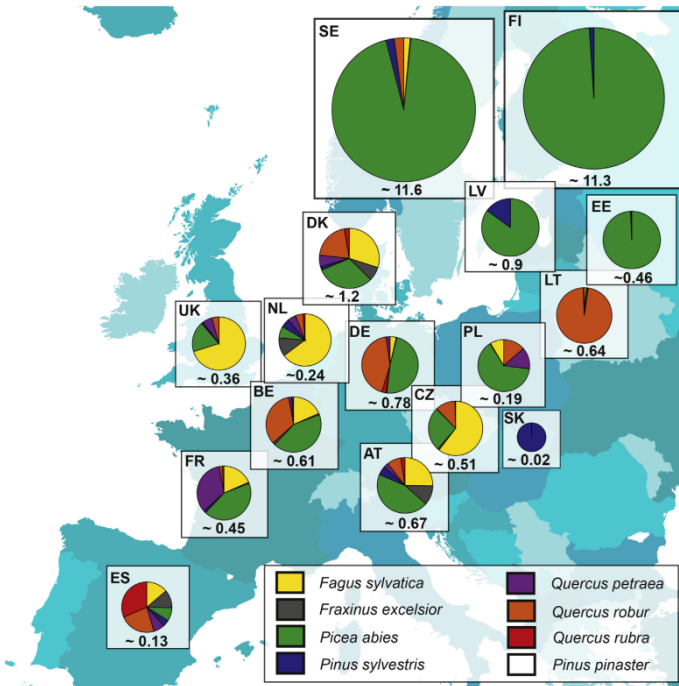 SE
~ 11.6
FI
~ 11.3
LV
~ 0.9
EE
~0.46
DK
~ 1.2
LT
~ 0.64
UK
~ 0.36
NL
~0.24
DE
~ 0.78
PL
~ 0.19
BE
~ 0.61
CZ
~ 0.51
SK
~ 0.02
FR
~ 0.45
AT
~ 0.67
ES
~ 0.13
Fagus sylvatica
Fraxinus excelsior
Picea abies
Pinus sylvestris
Quercus petraea
Quercus robur
Quercus rubra
Pinus pinaster